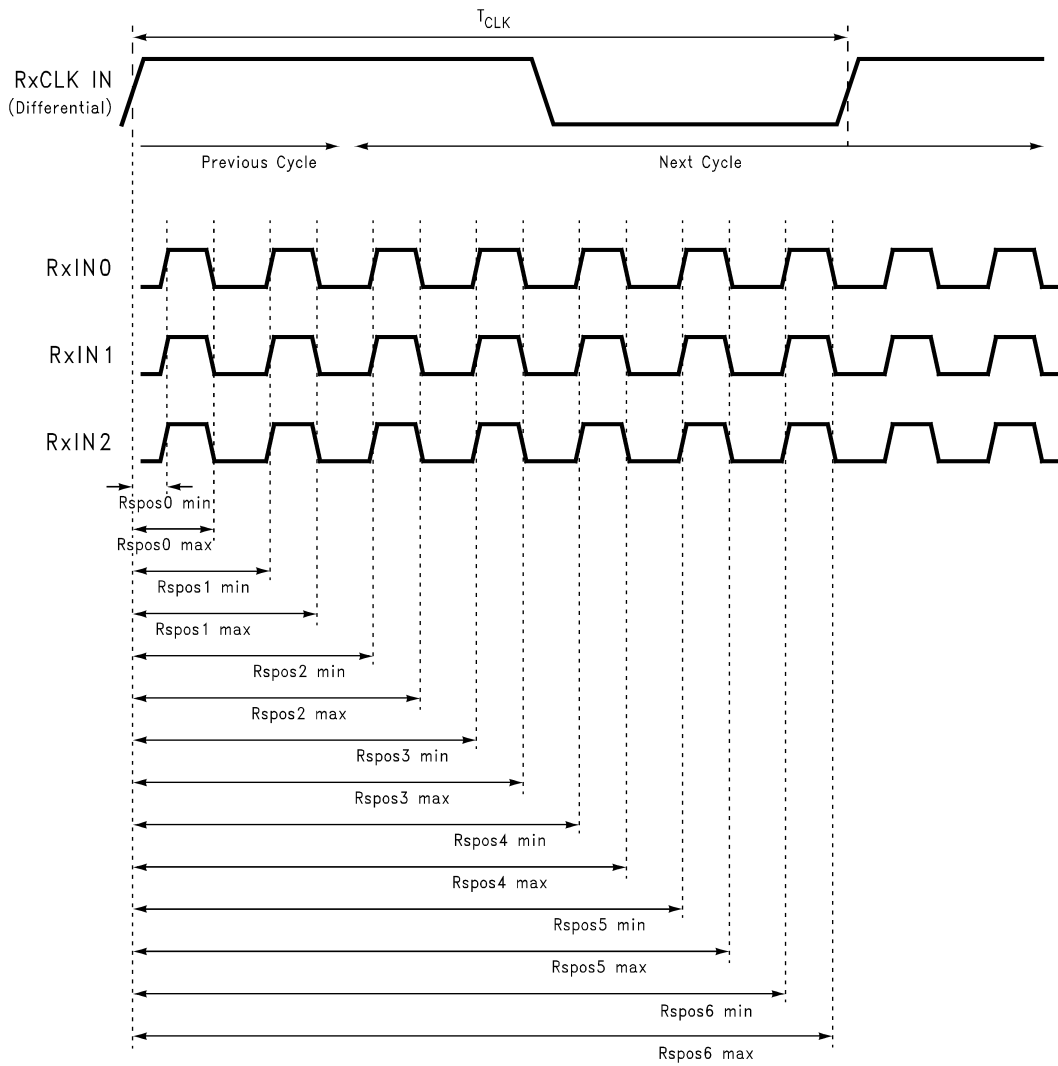 T_CLK
RxCLK IN
(Differential)
Previous Cycle
Next Cycle
RxIN0
RxIN1
RxIN2
Rspos0 min
Rspos0 max
Rspos1 min
Rspos1 max
Rspos2 min
Rspos2 max
Rspos3 min
Rspos3 max
Rspos4 min
Rspos4 max
Rspos5 min
Rspos5 max
Rspos6 min
Rspos6 max